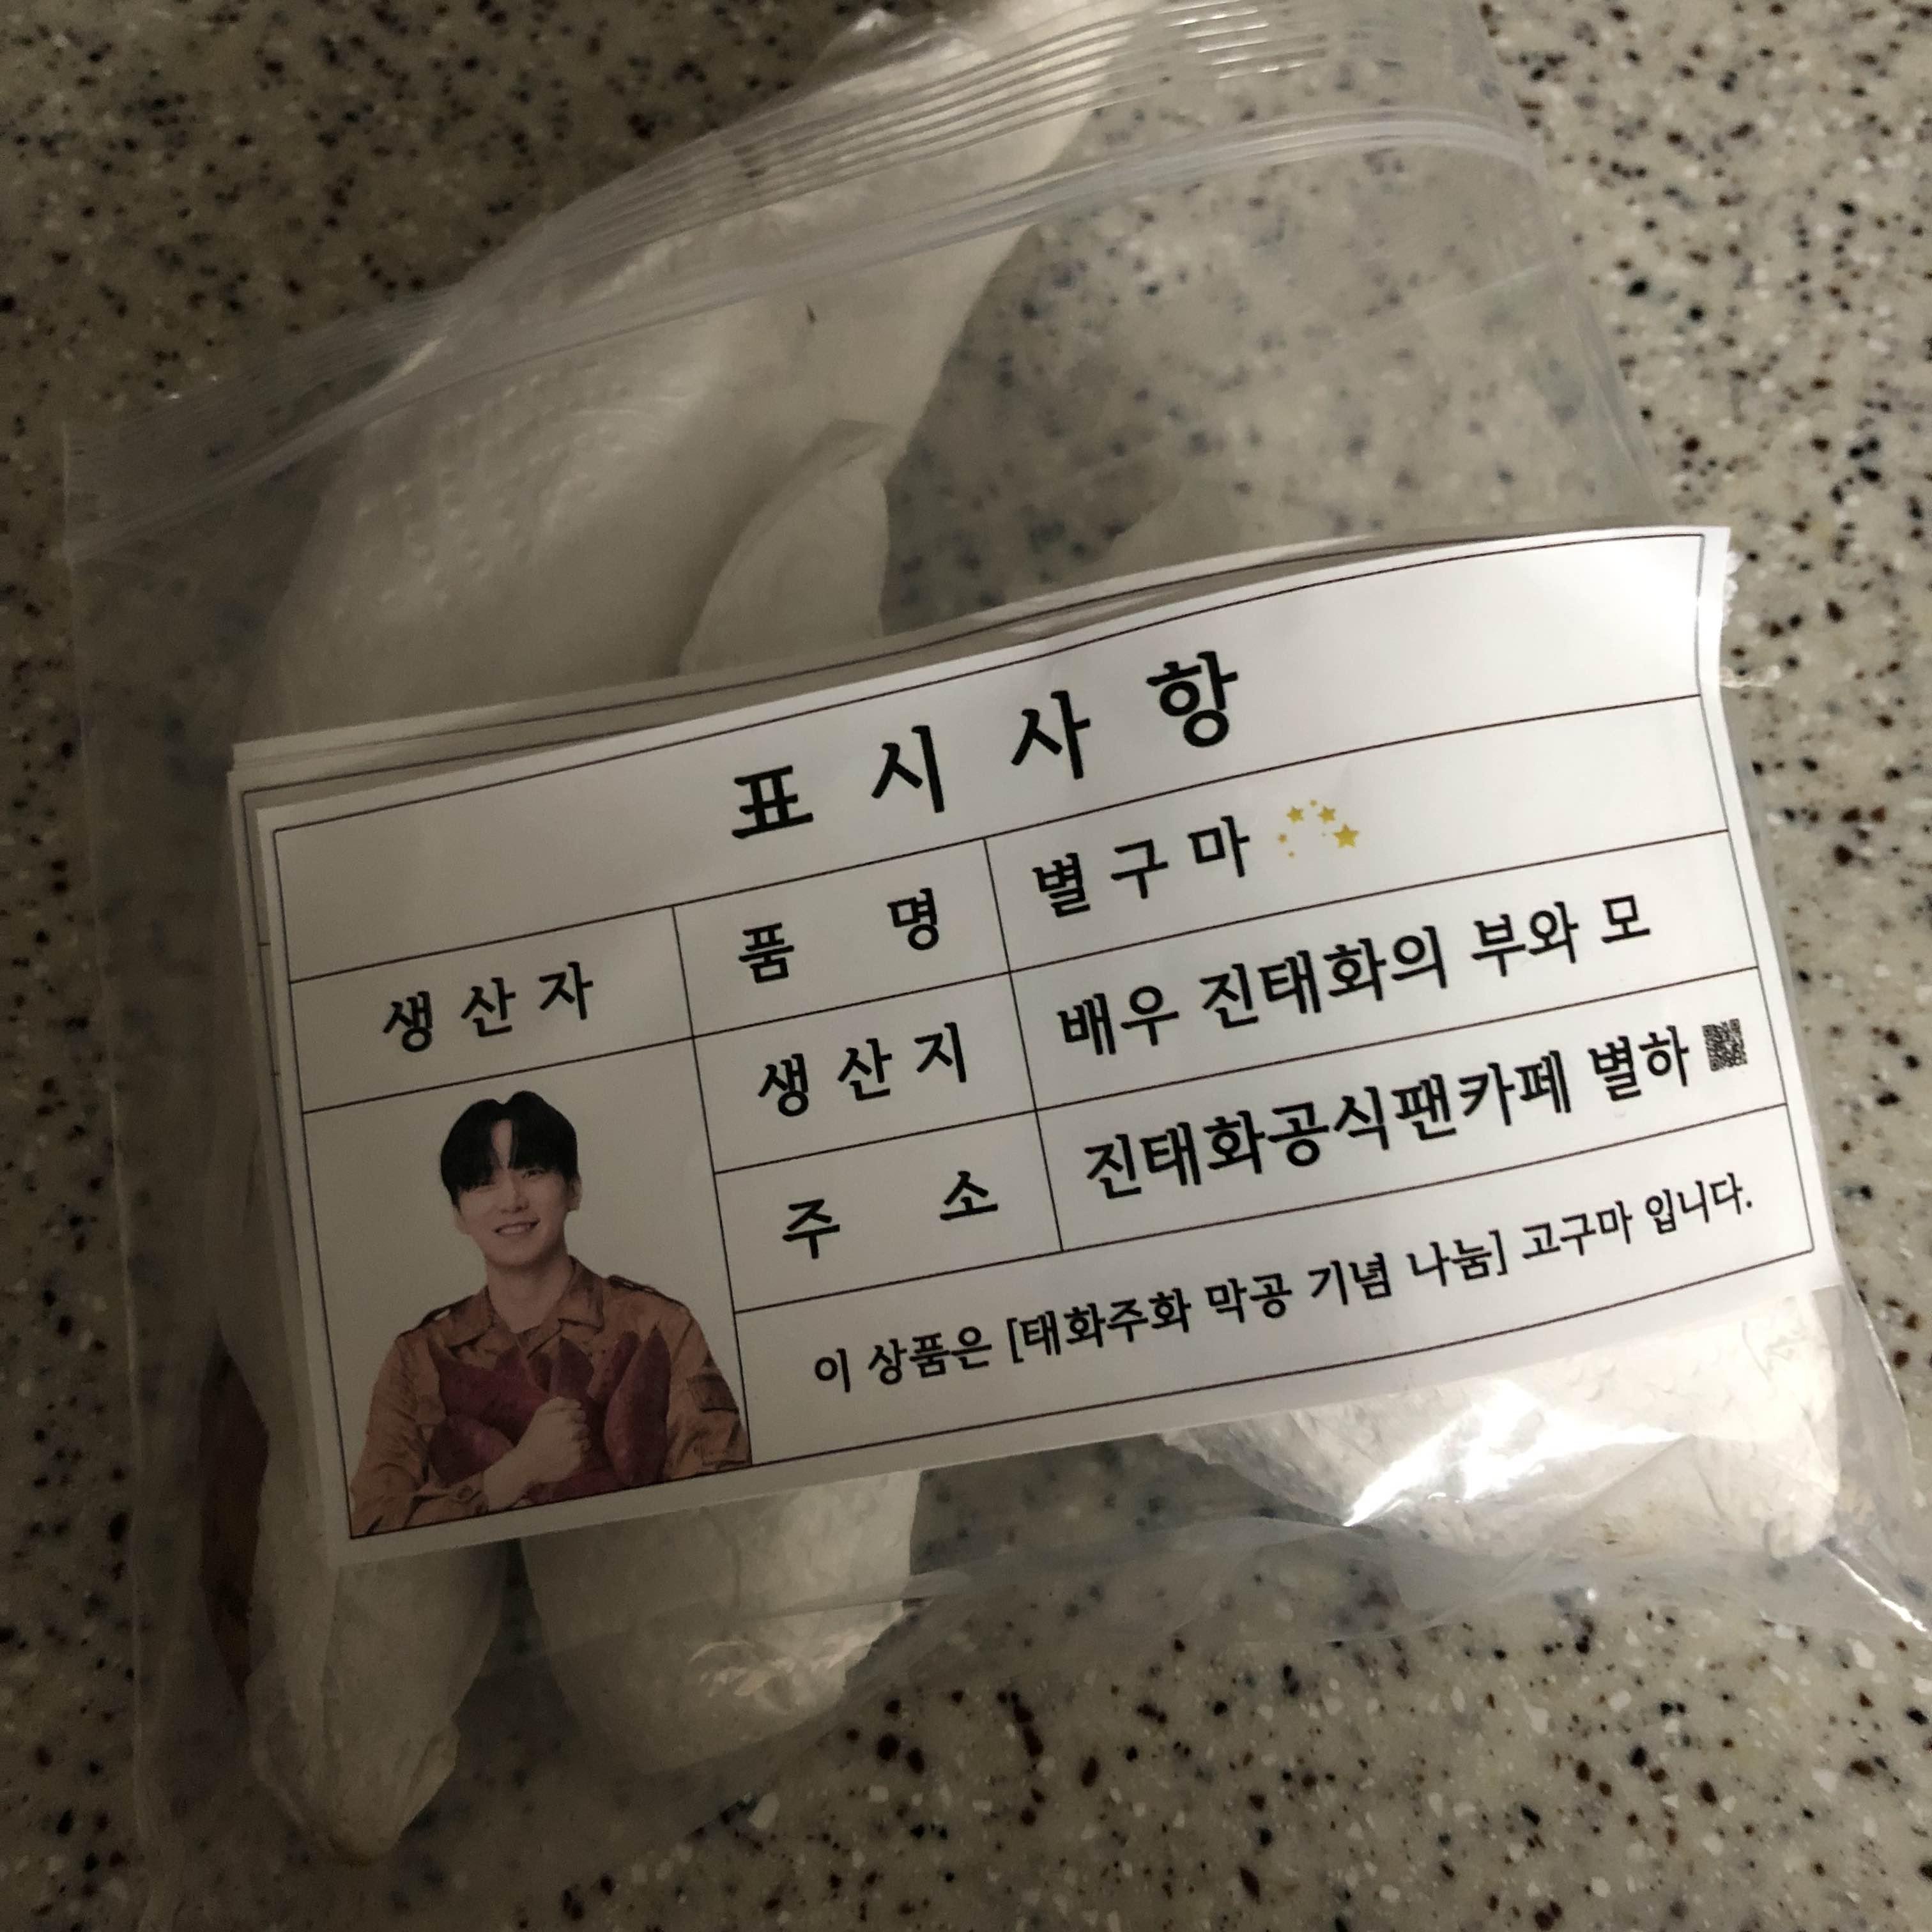 표 시 사 항
생 산 자
품 명 별 구 마
생 산 지 배우 진태화의 부와 모
주 소 진태화공식팬카페 별하
이 상품은 [태화주화 막공 기념 나눔] 고구마 입니다.